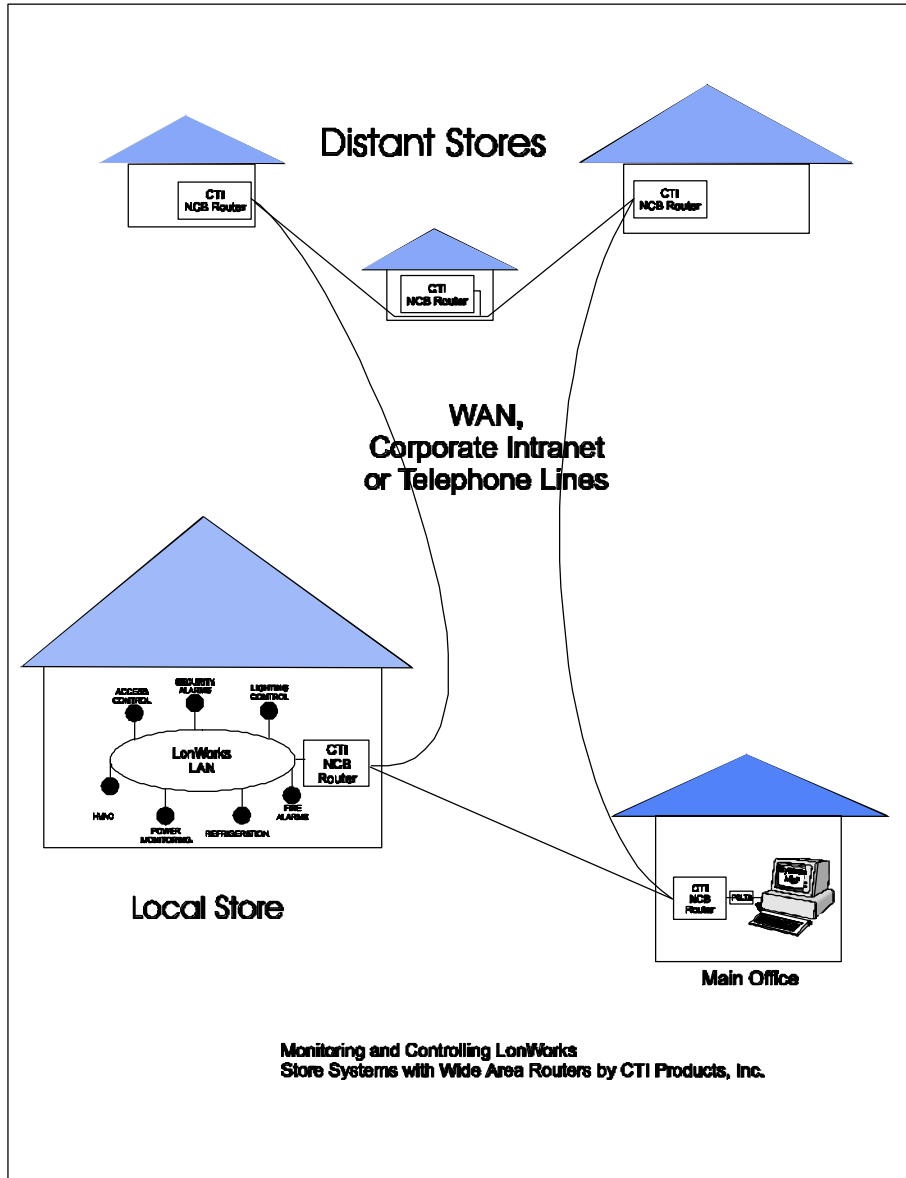 Distant Stores
CTI
NCB Router
CTI
NCB Router
CTI
NCB Router
WAN,
Corporate Intranet
or Telephone Lines
ACCESS
CONTROL
SECURITY
ALARMS
LIGHTING
CONTROL
LonWorks
LAN
CTI
NCB
Router
HVAC
POWER
MONITORING
REFRIGERATION
FIRE
ALARMS
Local Store
CTI
NCB
Router
PSLTA
Main Office
Monitoring and Controlling LonWorks
Store Systems with Wide Area Routers by CTI Products, Inc.